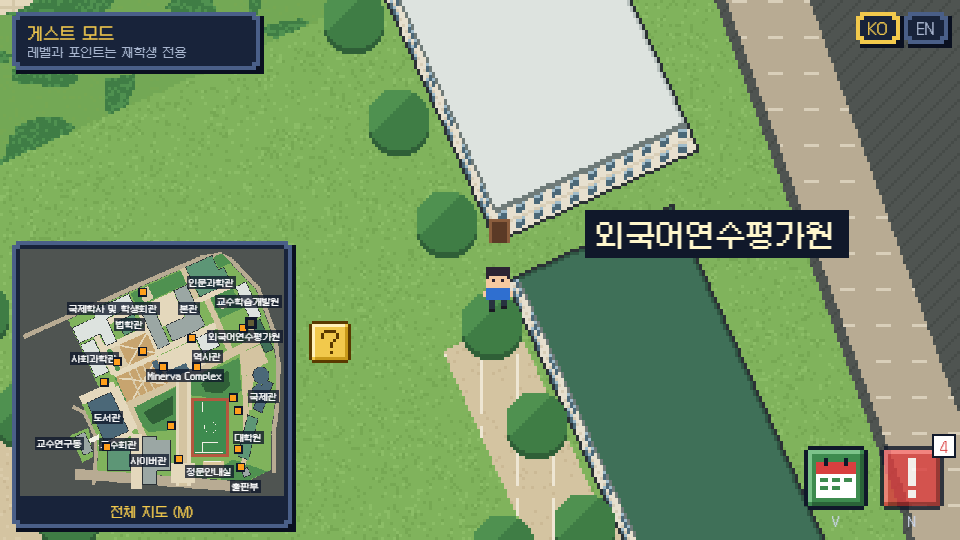 게스트 모드
레벨과 포인트는 재학생 전용
KO
EN
외국어연수평가원
?
인문과학관
교수학습개발원
국제학사 및 학생회관
본관
법학관
외국어연수평가원
역사관
사회과학관
Minerva Complex
국제관
도서관
대학원
교수연구동
교수회관
사이버관
정문안내실
출판부
전체 지도 (M)
4
!
V
N